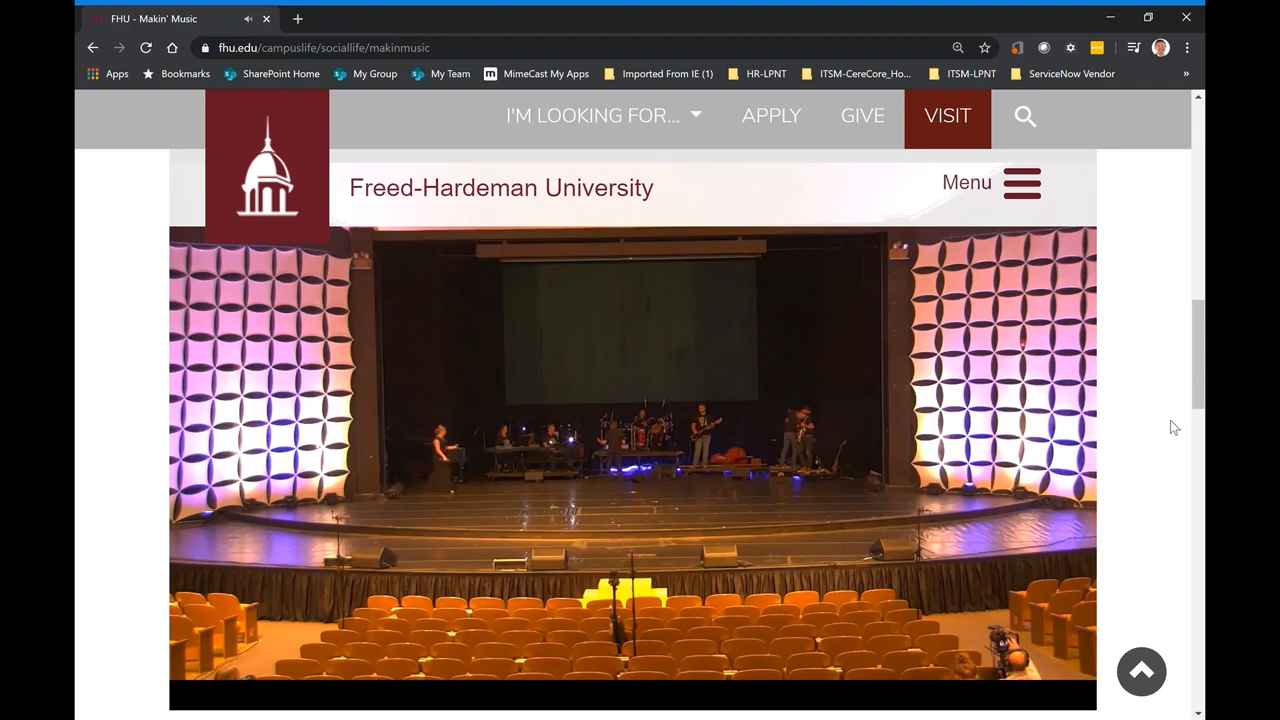 FHU - Makin' Music
fhu.edu/campuslife/sociallife/makinmusic
Apps Bookmarks SharePoint Home My Group My Team MimeCast My Apps Imported From IE (1) HR-LPNT ITSM-CereCore_Ho... ITSM-LPNT ServiceNow Vendor »
I'M LOOKING FOR... APPLY GIVE VISIT
Freed-Hardeman University Menu